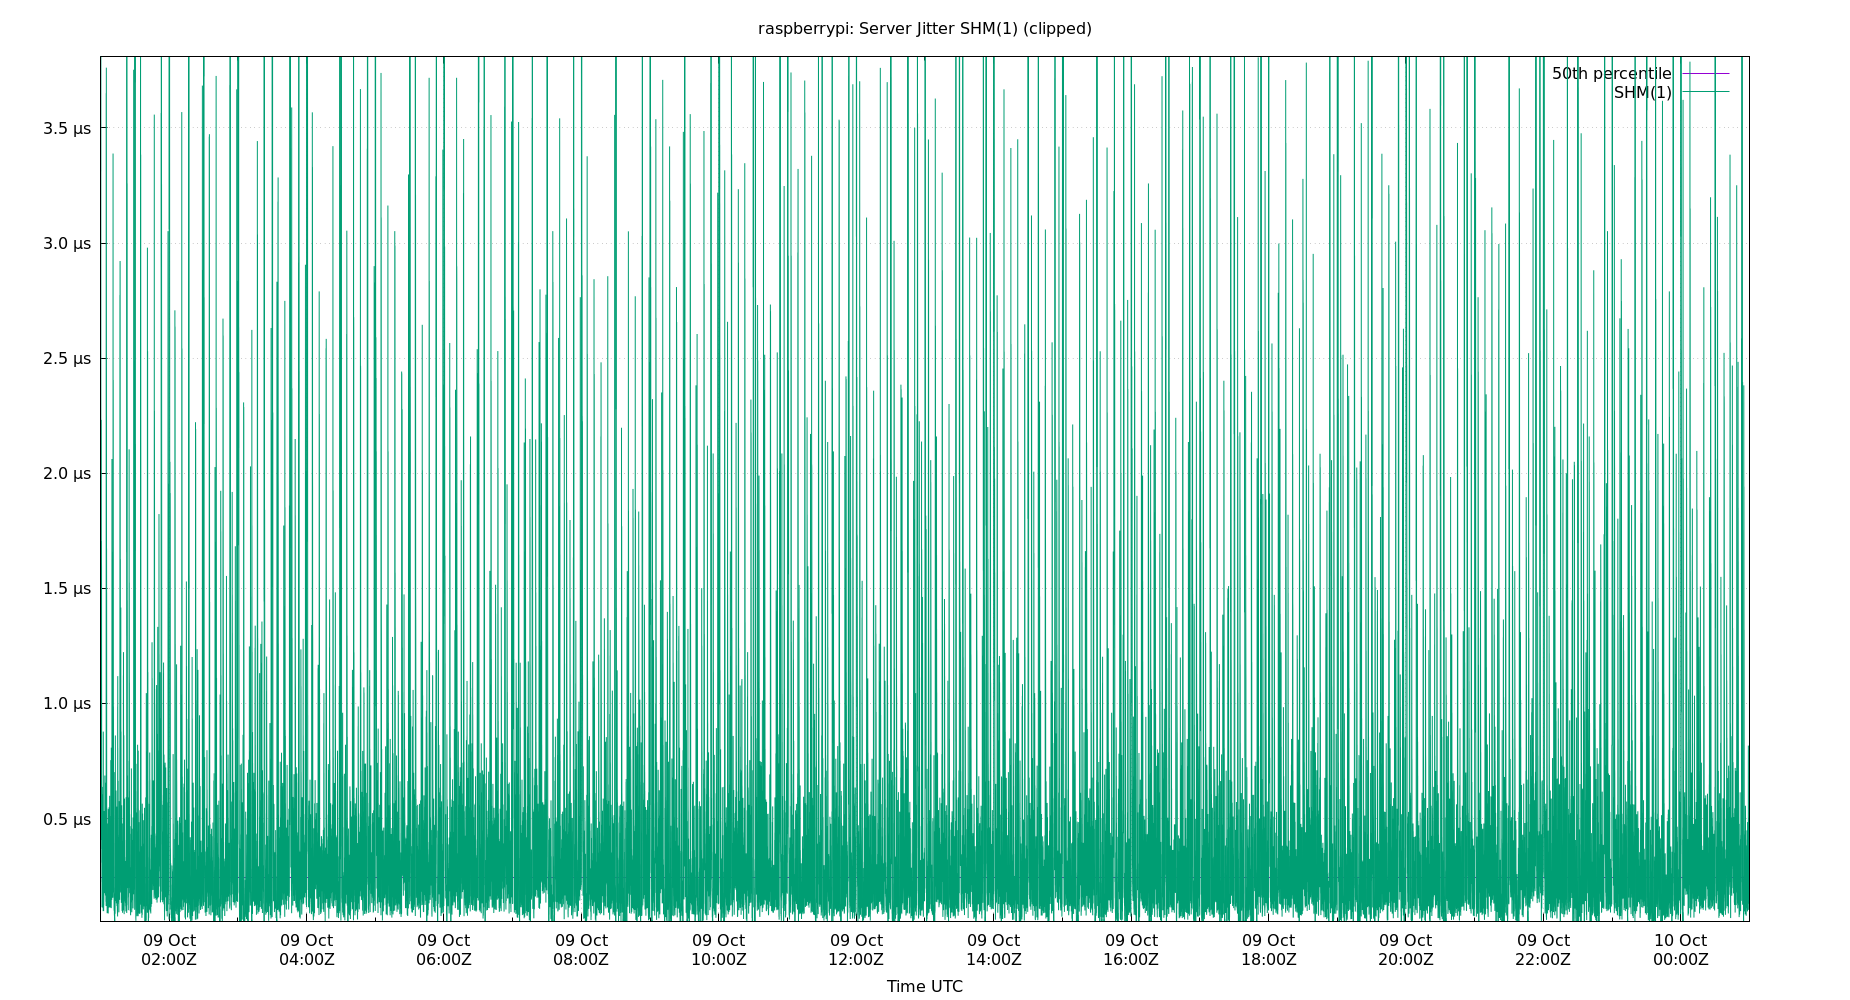 raspberrypi: Server Jitter SHM(1) (clipped)
50th percentile
SHM(1)
3.5 µs
3.0 µs
2.5 µs
2.0 µs
1.5 µs
1.0 µs
0.5 µs
09 Oct 09 Oct 09 Oct 09 Oct 09 Oct 09 Oct 09 Oct 09 Oct 09 Oct 09 Oct 09 Oct 10 Oct
02:00Z 04:00Z 06:00Z 08:00Z 10:00Z 12:00Z 14:00Z 16:00Z 18:00Z 20:00Z 22:00Z 00:00Z
Time UTC